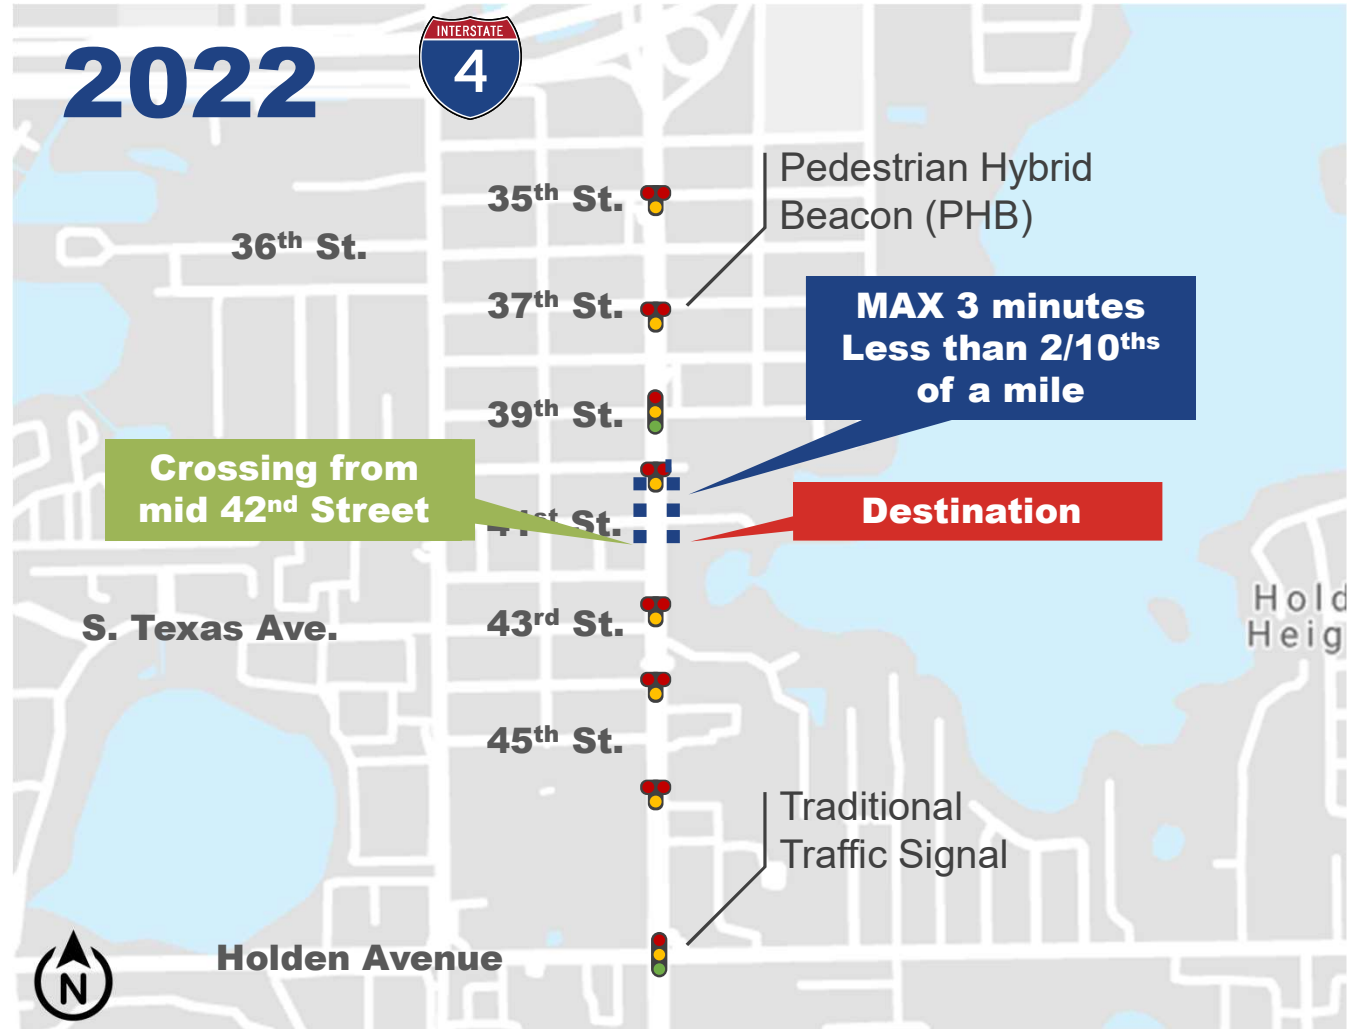 2022
INTERSTATE
4
35th St.
Pedestrian Hybrid
Beacon (PHB)
36th St.
37th St.
MAX 3 minutes
Less than 2/10ths
of a mile
39th St.
Crossing from
mid 42nd Street
41st St.
Destination
Hold
Heig
S. Texas Ave.
43rd St.
45th St.
Traditional
Traffic Signal
Holden Avenue
N